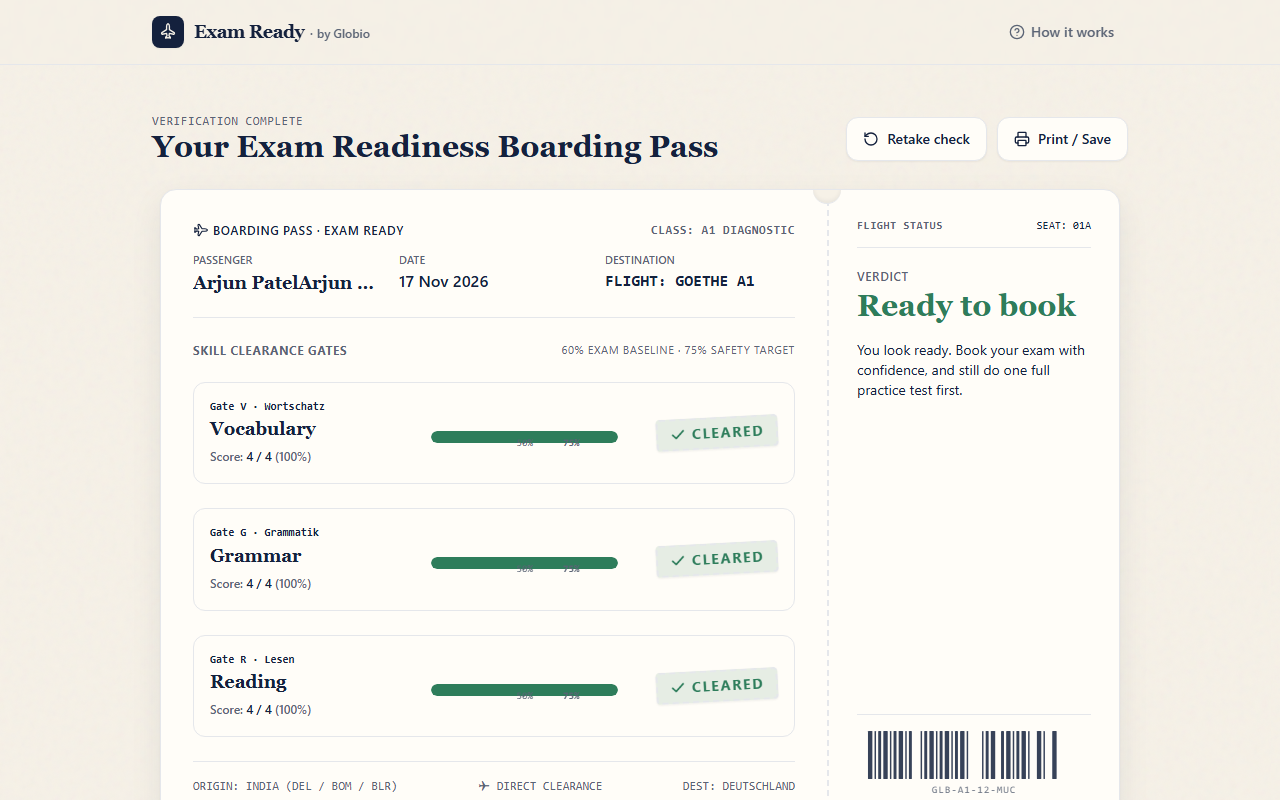 Exam Ready · by Globio
How it works
VERIFICATION COMPLETE
Your Exam Readiness Boarding Pass
Retake check
Print / Save
BOARDING PASS · EXAM READY
CLASS: A1 DIAGNOSTIC
PASSENGER
Arjun PatelArjun ...
DATE
17 Nov 2026
DESTINATION
FLIGHT: GOETHE A1
SKILL CLEARANCE GATES
60% EXAM BASELINE · 75% SAFETY TARGET
Gate V · Wortschatz
Vocabulary
Score: 4 / 4 (100%)
CLEARED
Gate G · Grammatik
Grammar
Score: 4 / 4 (100%)
CLEARED
Gate R · Lesen
Reading
Score: 4 / 4 (100%)
CLEARED
ORIGIN: INDIA (DEL / BOM / BLR)
DIRECT CLEARANCE
DEST: DEUTSCHLAND
FLIGHT STATUS
SEAT: 01A
VERDICT
Ready to book
You look ready. Book your exam with
confidence, and still do one full
practice test first.
GLB-A1-12-MUC